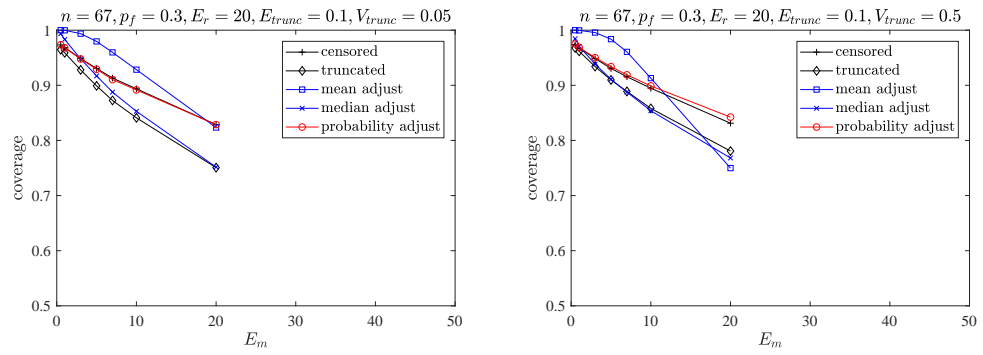 n = 67, p_f = 0.3, E_r = 20, E_trunc = 0.1, V_trunc = 0.05
1
0.9
0.8
0.7
0.6
0.5
coverage
censored
truncated
mean adjust
median adjust
probability adjust
0 10 20 30 40 50
E_m
n = 67, p_f = 0.3, E_r = 20, E_trunc = 0.1, V_trunc = 0.5
1
0.9
0.8
0.7
0.6
0.5
coverage
censored
truncated
mean adjust
median adjust
probability adjust
0 10 20 30 40 50
E_m